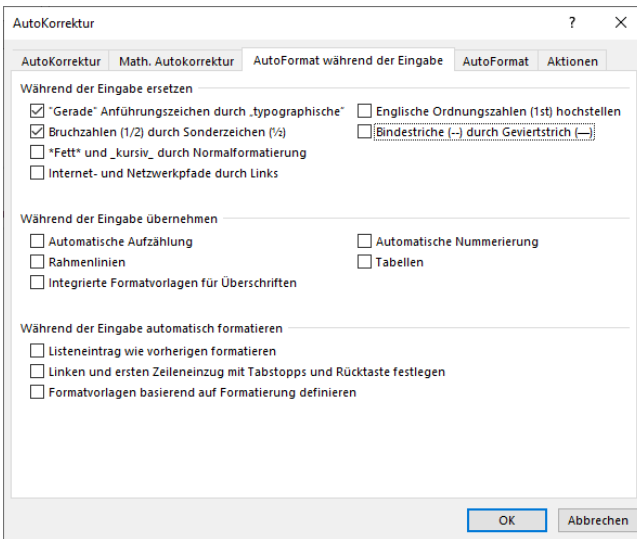 AutoKorrektur ? ×
AutoKorrektur Math. Autokorrektur AutoFormat während der Eingabe AutoFormat Aktionen
Während der Eingabe ersetzen
"Gerade" Anführungszeichen durch „typographische“ Englische Ordnungszahlen (1st) hochstellen
Bruchzahlen (1/2) durch Sonderzeichen (½) Bindestriche (--) durch Geviertstrich (—)
*Fett* und _kursiv_ durch Normalformatierung
Internet- und Netzwerkpfade durch Links
Während der Eingabe übernehmen
Automatische Aufzählung Automatische Nummerierung
Rahmenlinien Tabellen
Integrierte Formatvorlagen für Überschriften
Während der Eingabe automatisch formatieren
Listeneintrag wie vorherigen formatieren
Linken und ersten Zeileneinzug mit Tabstopps und Rücktaste festlegen
Formatvorlagen basierend auf Formatierung definieren
OK Abbrechen